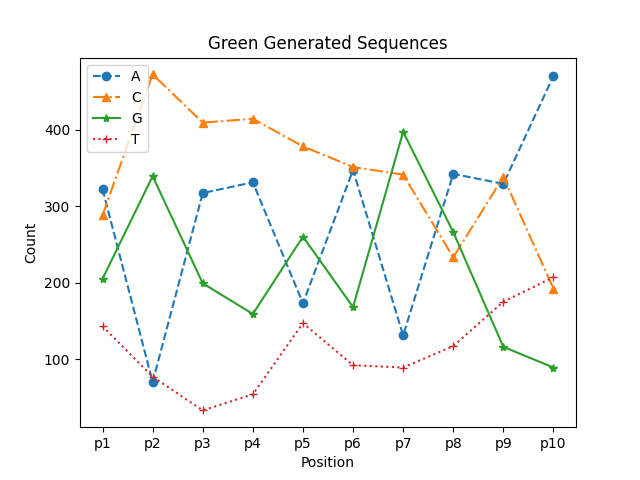 Green Generated Sequences
A
C
G
T
400
300
200
100
Count
p1 p2 p3 p4 p5 p6 p7 p8 p9 p10
Position